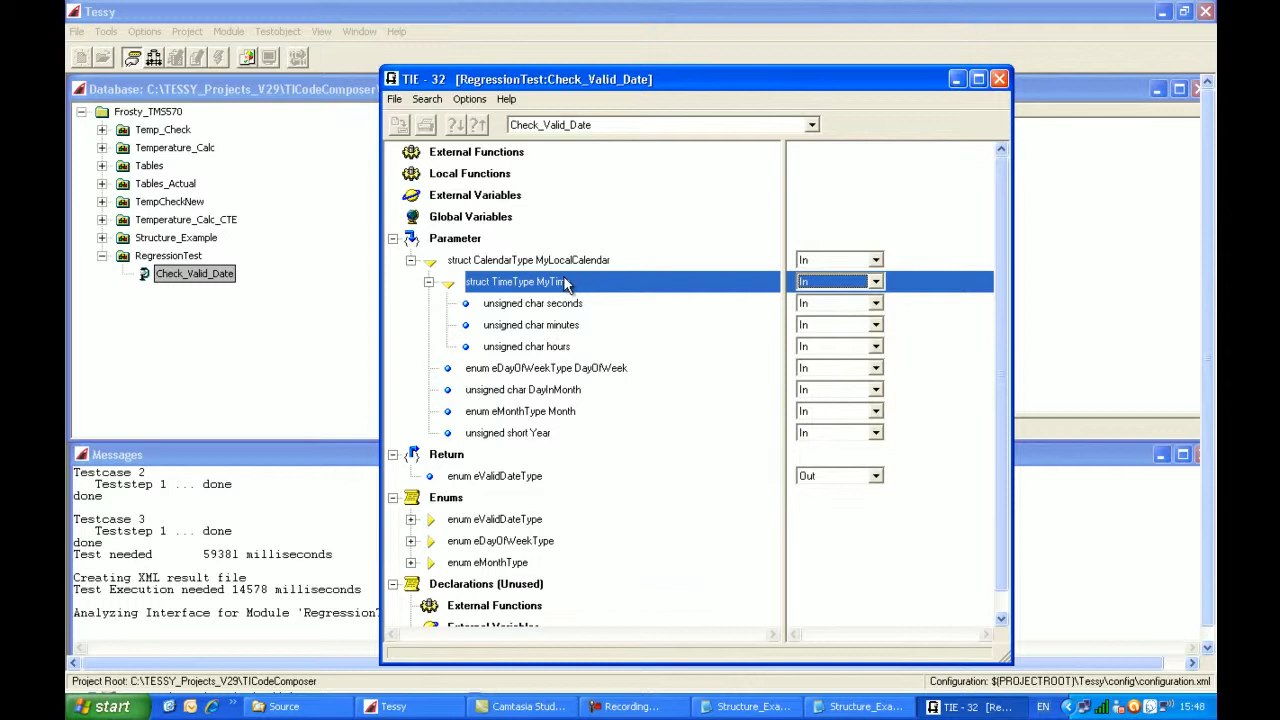 Tessy
File Tools Options Project Module Testobject View Window Help
Database: C:\TESSY_Projects_V29\TICodeComposer
Frosty_TMS570
Temp_Check
Temperature_Calc
Tables
Tables_Actual
TempCheckNew
Temperature_Calc_CTE
Structure_Example
RegressionTest
Check_Valid_Date
TIE - 32 [RegressionTest:Check_Valid_Date]
File Search Options Help
Check_Valid_Date
External Functions
Local Functions
External Variables
Global Variables
Parameter
struct CalendarType MyLocalCalendar In
struct TimeType In
unsigned char seconds In
unsigned char minutes In
unsigned char hours In
enum eDayOfWeekType DayOfWeek In
unsigned char DayInMonth In
enum eMonthType Month In
unsigned short Year In
Return
enum eValidDateType Out
Enums
enum eValidDateType
enum eDayOfWeekType
enum eMonthType
Declarations (Unused)
External Functions
Messages
Testcase 2
Teststep 1 ... done
done
Testcase 3
Teststep 1 ... done
done
Test needed 59381 milliseconds
Creating XML result file
Test Execution needed 14578 milliseconds
Analyzing Interface for Module 'Regression
Project Root: C:\TESSY_Projects_V29\TICodeComposer
Configuration: $(PROJECTROOT)\Tessy\config\configuration.xml
start Source Tessy Camtasia Stud... Recording... Structure_Exa... Structure_Exa... TIE - 32 [Re... EN 15:48